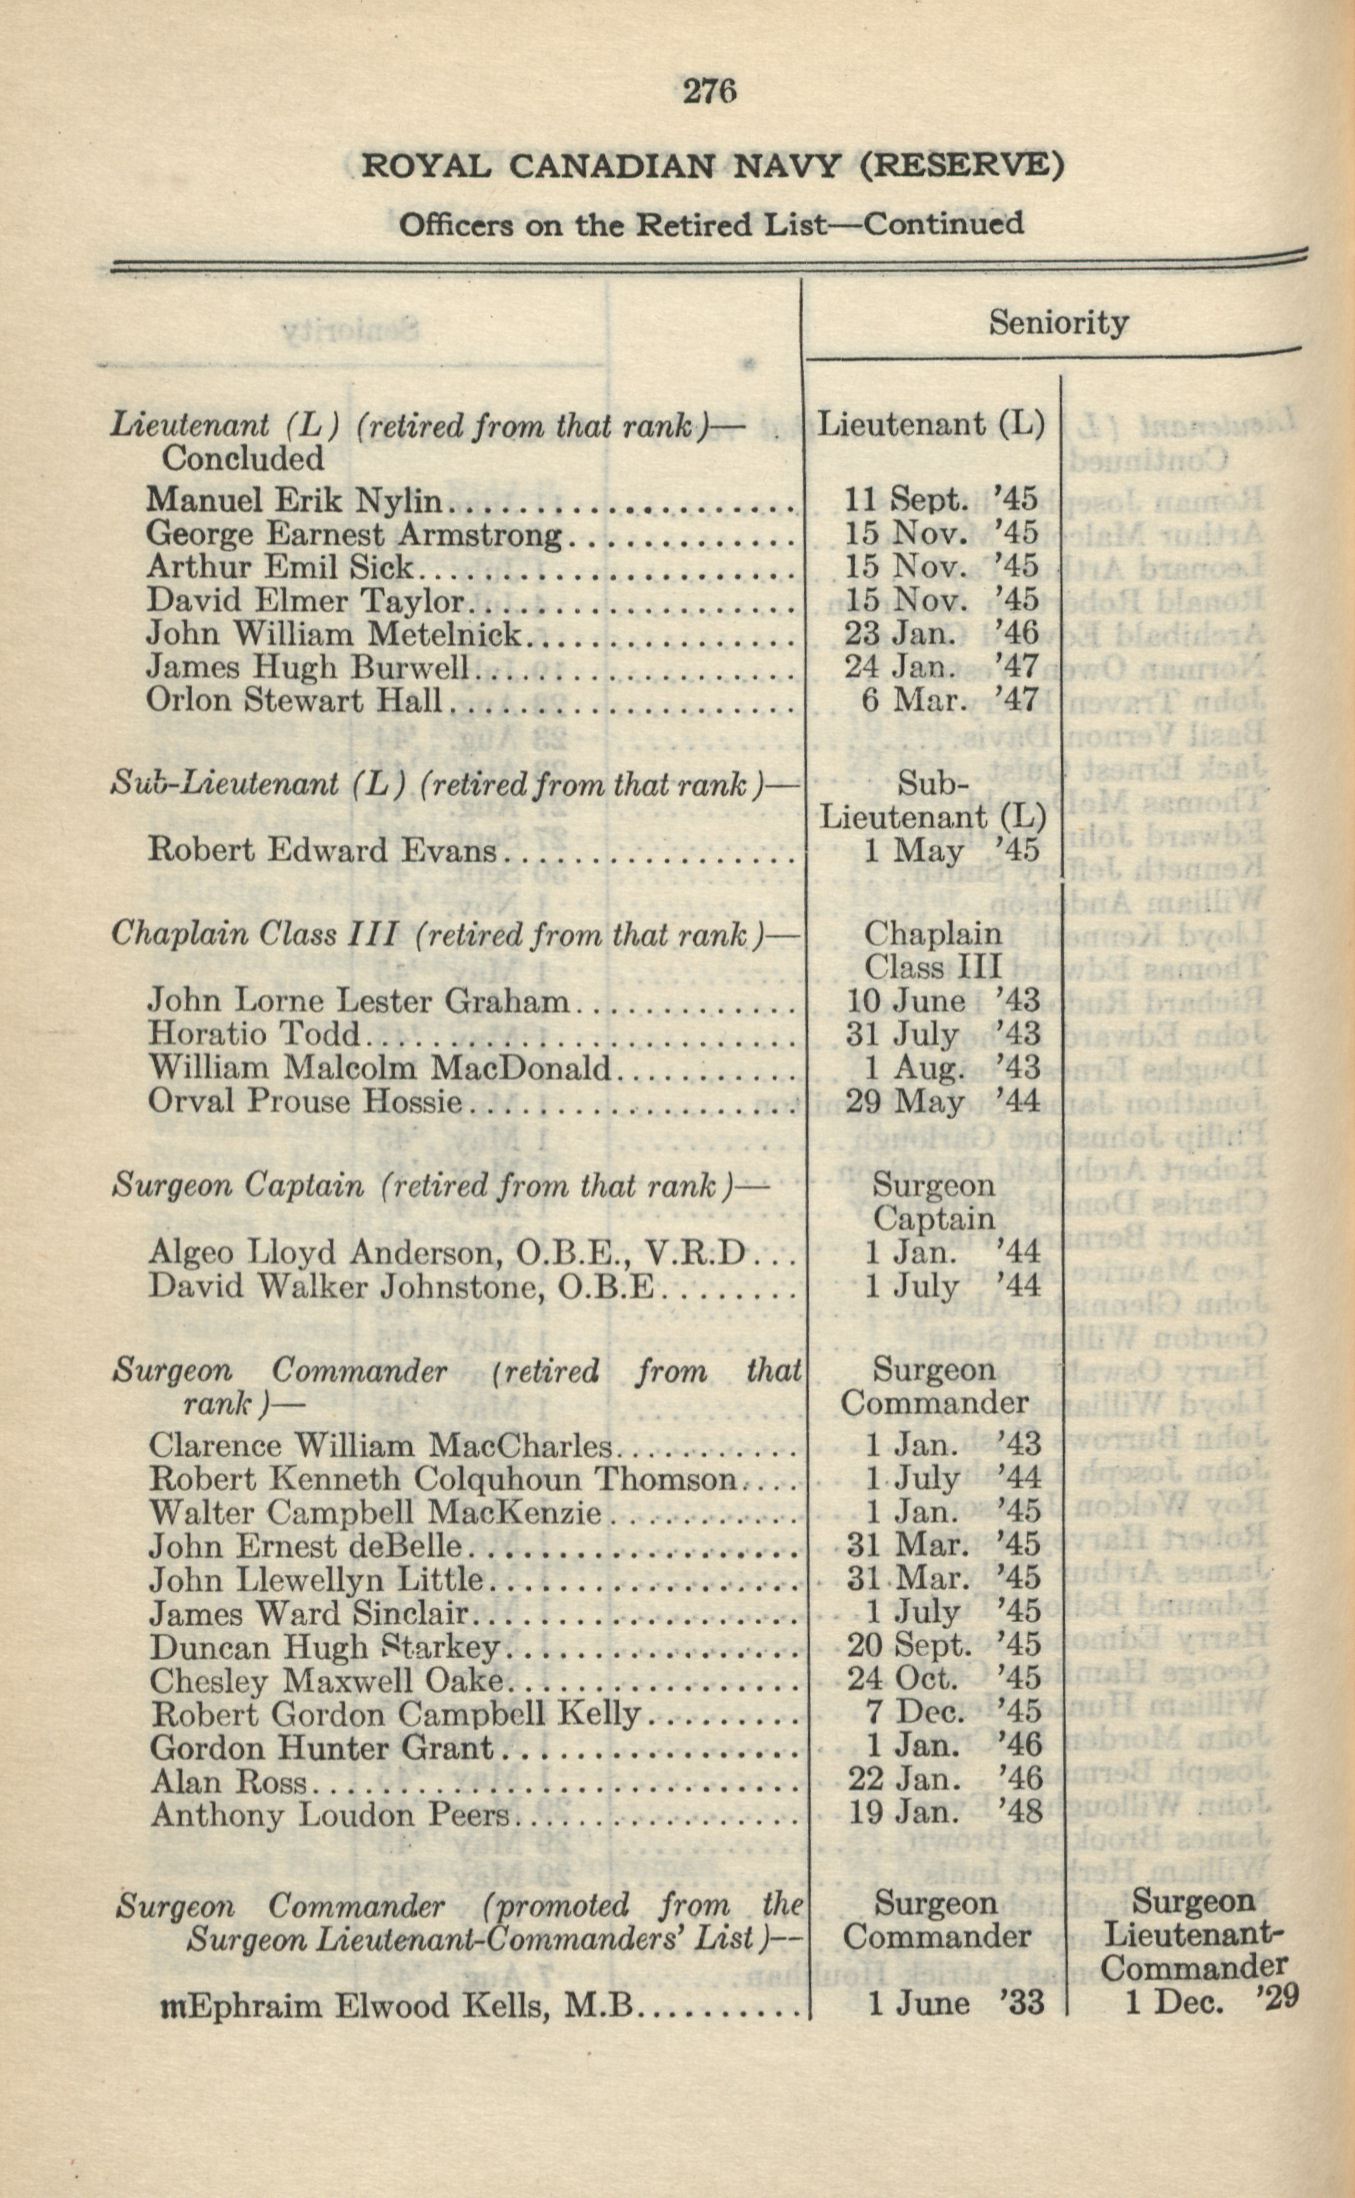 276
ROYAL CANADIAN NAVY (RESERVE)
Officers on the Retired List—Continued
Seniority
Lieutenant (L) (retired from that rank)— Lieutenant (L)
Concluded
Manuel Erik Nylin.................... 11 Sept. '45
George Earnest Armstrong............. 15 Nov. '45
Arthur Emil Sick...................... 15 Nov. '45
David Elmer Taylor................... 15 Nov. '45
John William Metelnick............... 23 Jan. '46
James Hugh Burwell................... 24 Jan. '47
Orlon Stewart Hall.................... 6 Mar. '47
Sub-Lieutenant (L) (retired from that rank)— Sub-
Lieutenant (L)
Robert Edward Evans................. 1 May '45
Chaplain Class III (retired from that rank)— Chaplain
Class III
John Lorne Lester Graham............. 10 June '43
Horatio Todd......................... 31 July '43
William Malcolm MacDonald........... 1 Aug. '43
Orval Prouse Hossie................... 29 May '44
Surgeon Captain (retired from that rank)— Surgeon
Captain
Algeo Lloyd Anderson, O.B.E., V.R.D... 1 Jan. '44
David Walker Johnstone, O.B.E........ 1 July '44
Surgeon Commander (retired from that Surgeon
rank)— Commander
Clarence William MacCharles........... 1 Jan. '43
Robert Kenneth Colquhoun Thomson.... 1 July '44
Walter Campbell MacKenzie........... 1 Jan. '45
John Ernest deBelle................... 31 Mar. '45
John Llewellyn Little.................. 31 Mar. '45
James Ward Sinclair................... 1 July '45
Duncan Hugh Starkey................. 20 Sept. '45
Chesley Maxwell Oake................. 24 Oct. '45
Robert Gordon Campbell Kelly......... 7 Dec. '45
Gordon Hunter Grant................. 1 Jan. '46
Alan Ross............................ 22 Jan. '46
Anthony Loudon Peers................. 19 Jan. '48
Surgeon Commander (promoted from the Surgeon Surgeon
Surgeon Lieutenant-Commanders' List)— Commander Lieutenant-
Commander
mEphraim Elwood Kells, M.B.......... 1 June '33 1 Dec. '29